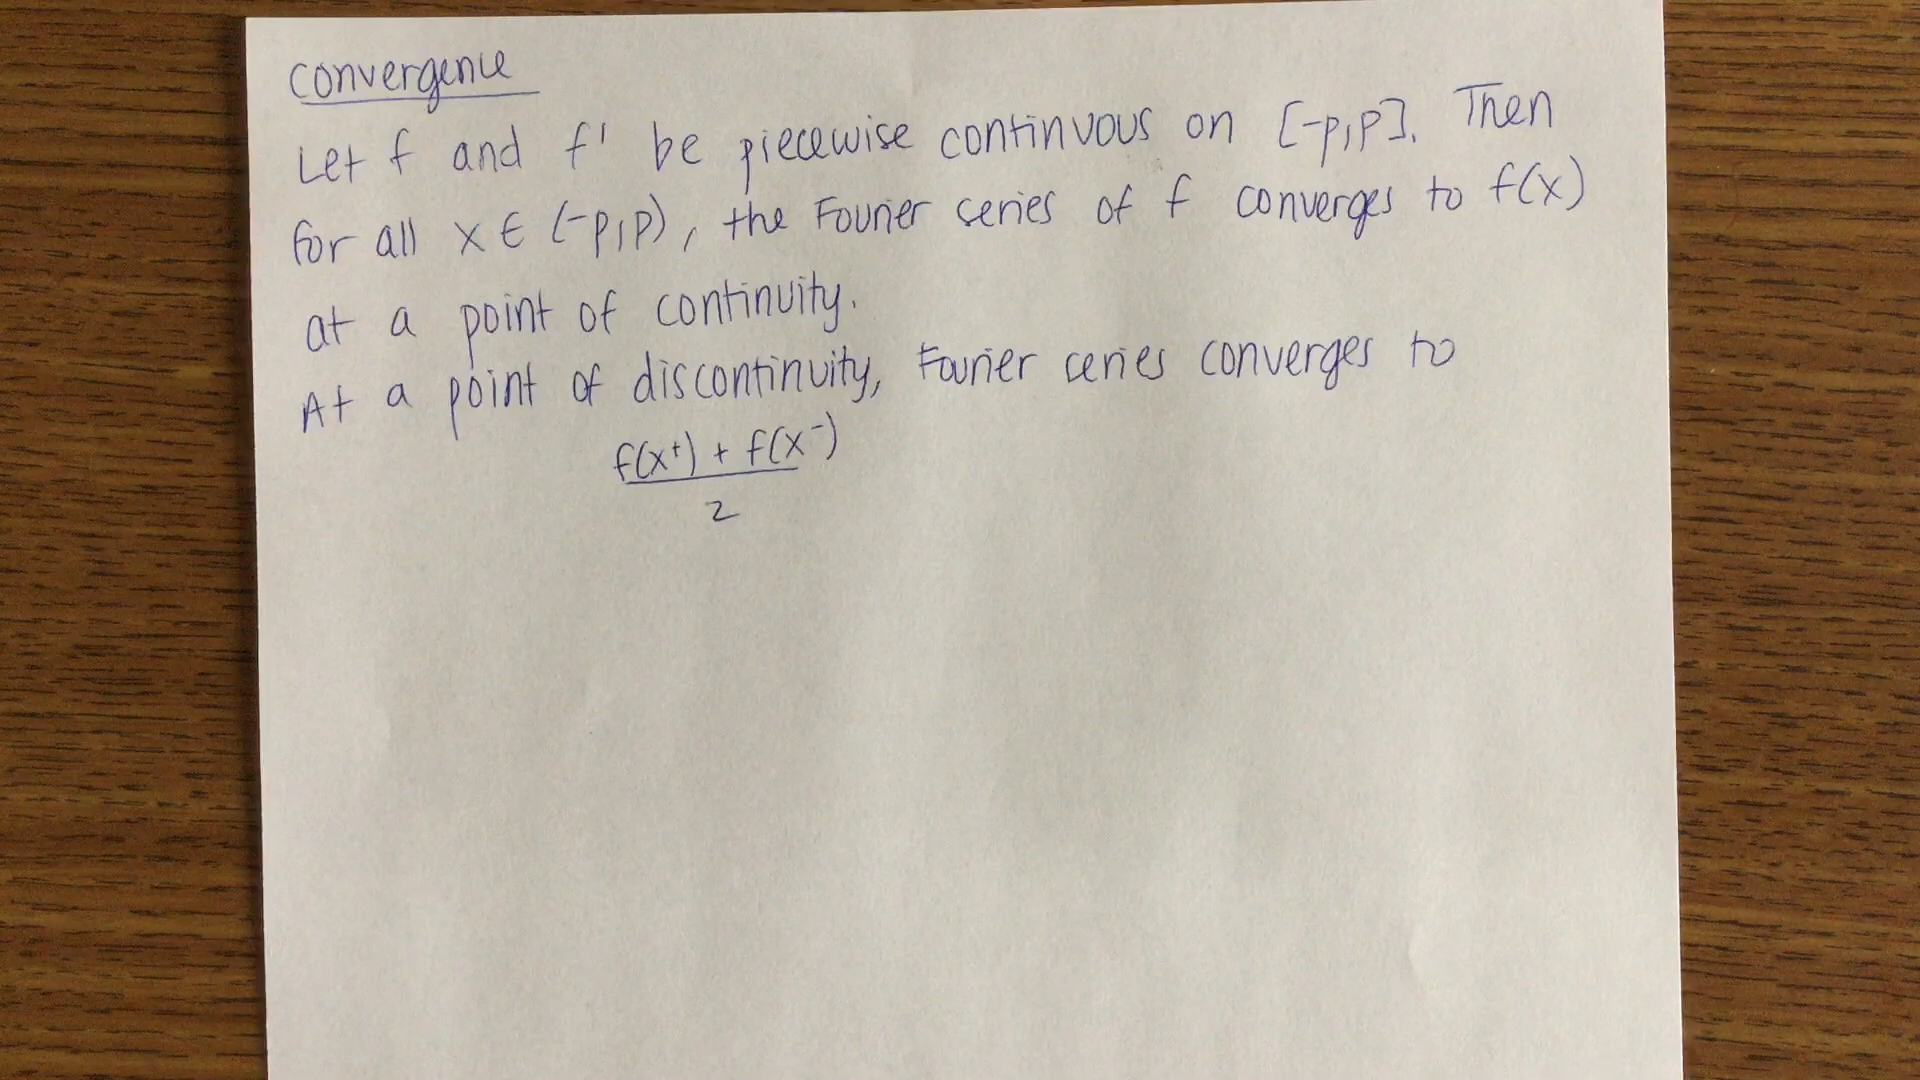 Convergence
Let f and f' be piecewise continuous on [-p,p]. Then
for all x ∈ (-p,p), the Fourier series of f converges to f(x)
at a point of continuity.
At a point of discontinuity, Fourier series converges to
f(x⁺) + f(x⁻)
2